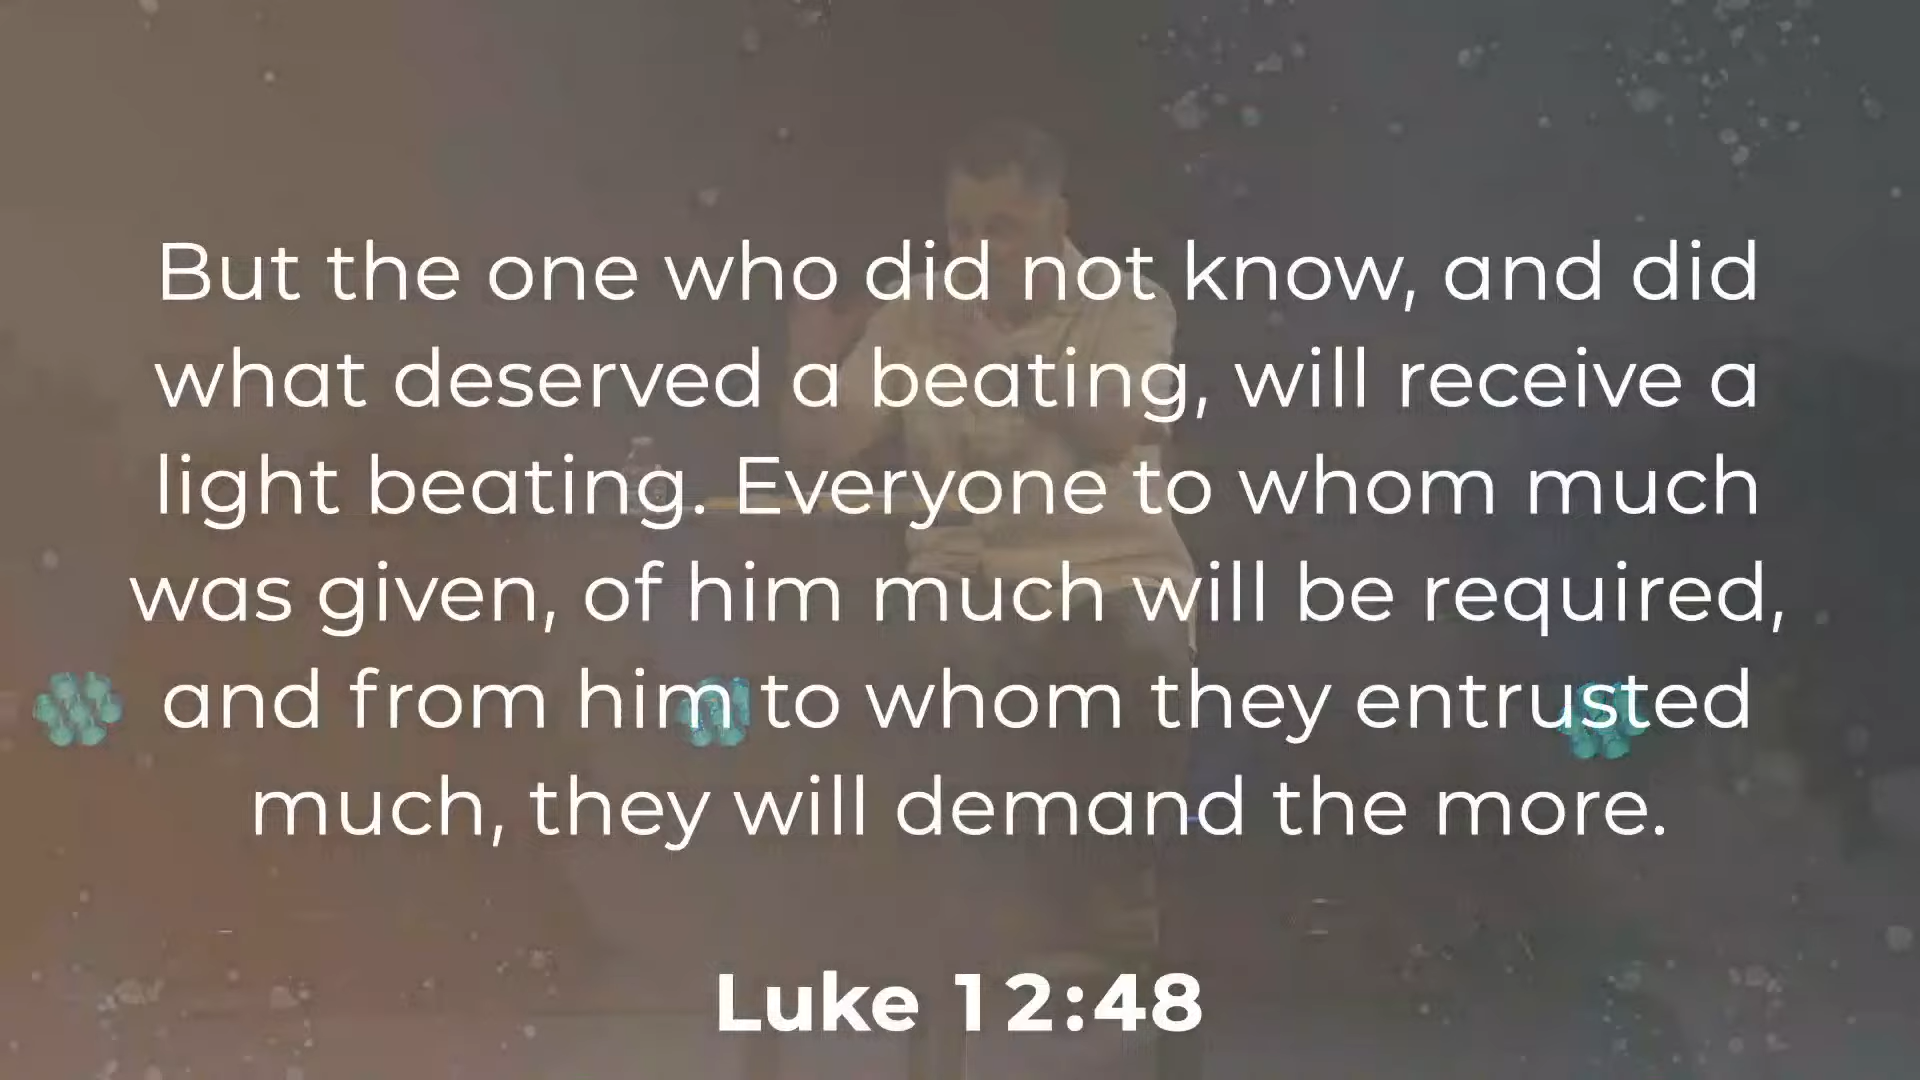 But the one who did not know, and did
what deserved a beating, will receive a
light beating. Everyone to whom much
was given, of him much will be required,
and from him to whom they entrusted
much, they will demand the more.
Luke 12:48